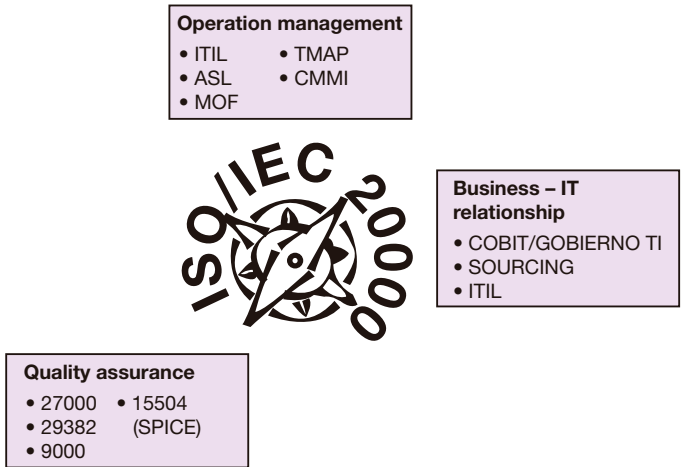 Operation management
• ITIL • TMAP
• ASL • CMMI
• MOF
ISO/IEC 20000
Business – IT
relationship
• COBIT/GOBIERNO TI
• SOURCING
• ITIL
Quality assurance
• 27000 • 15504
• 29382 (SPICE)
• 9000